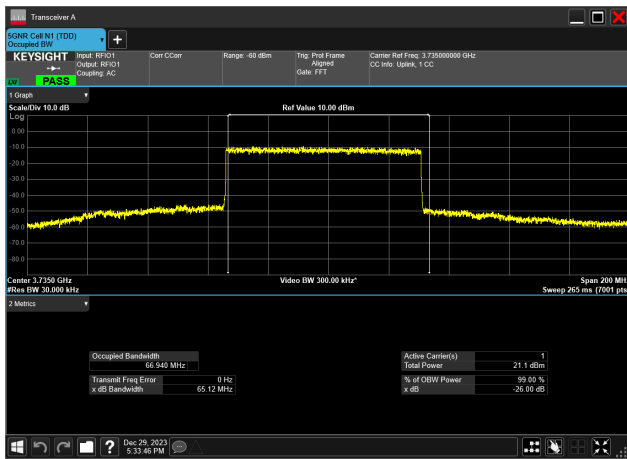 Transceiver A
5GNR Cell N1 (TDD)
Occupied BW
KEYSIGHT
Input: RFIO1
Output: RFIO1
Coupling: AC
Corr CCorr
Range: -60 dBm
Trig: Prot Frame
Aligned
Gate: FFT
Carrier Ref Freq: 3.735000000 GHz
CC Info: Uplink, 1 CC
PASS
1 Graph
Scale/Div 10.0 dB
Ref Value 10.00 dBm
Log
0.00
-10.0
-20.0
-30.0
-40.0
-50.0
-60.0
-70.0
-80.0
Center 3.7350 GHz
Video BW 300.00 kHz*
Span 200 MH
#Res BW 30.000 kHz
Sweep 265 ms (7001 pts
2 Metrics
Occupied Bandwidth
66.940 MHz
Transmit Freq Error 0 Hz
x dB Bandwidth 65.12 MHz
Active Carrier(s) 1
Total Power 21.1 dBm
% of OBW Power 99.00 %
x dB -26.00 dB
Dec 29, 2023
5:33:46 PM